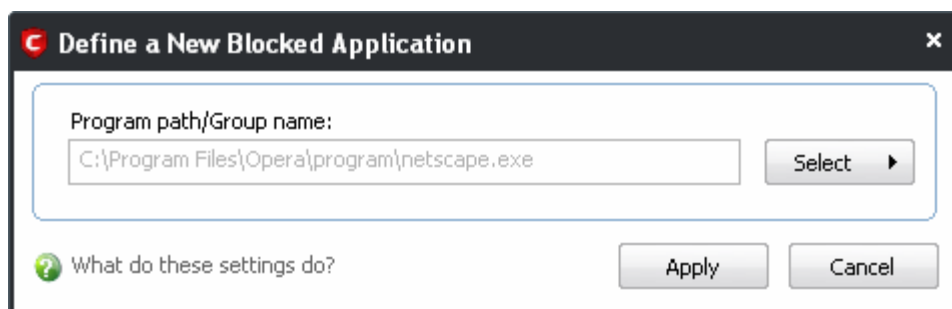 Define a New Blocked Application
Program path/Group name:
C:\Program Files\Opera\program\netscape.exe
Select
What do these settings do?
Apply
Cancel